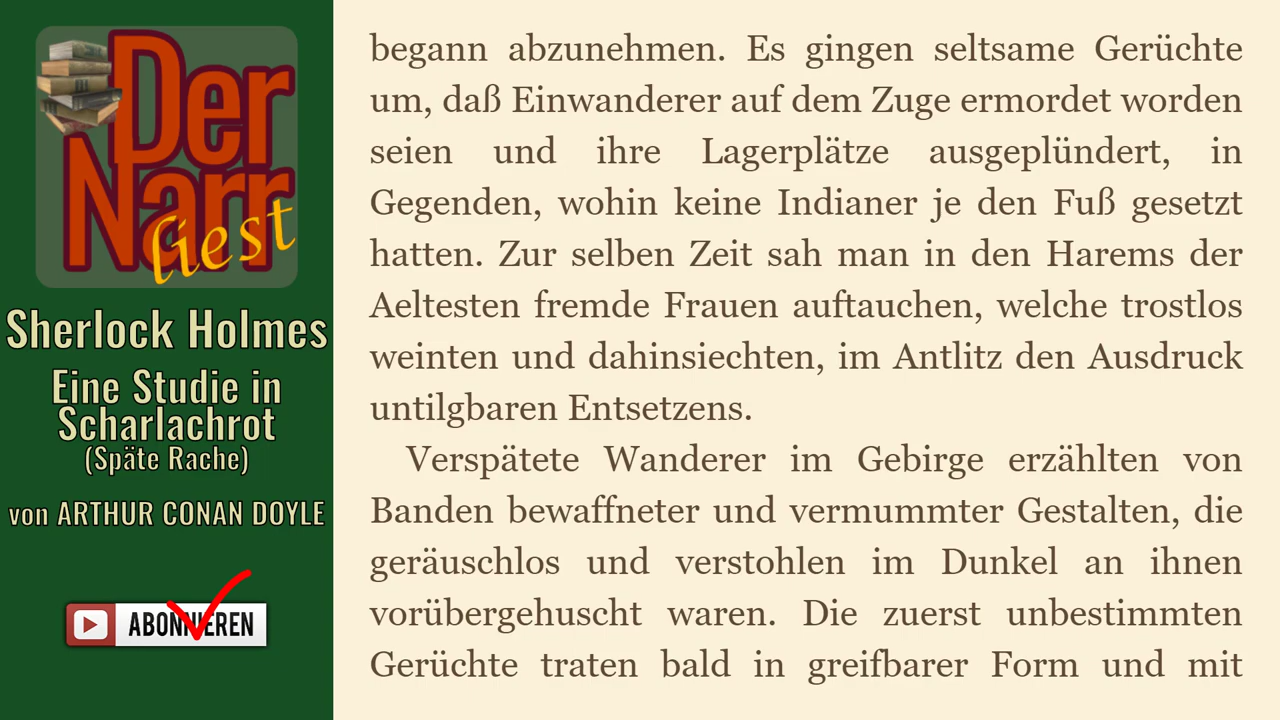 Der
Narr
liest
Sherlock Holmes
Eine Studie in
Scharlachrot
(Späte Rache)
von ARTHUR CONAN DOYLE
ABONNIEREN
begann abzunehmen. Es gingen seltsame Gerüchte
um, daß Einwanderer auf dem Zuge ermordet worden
seien und ihre Lagerplätze ausgeplündert, in
Gegenden, wohin keine Indianer je den Fuß gesetzt
hatten. Zur selben Zeit sah man in den Harems der
Aeltesten fremde Frauen auftauchen, welche trostlos
weinten und dahinsiechten, im Antlitz den Ausdruck
untilgbaren Entsetzens.
Verspätete Wanderer im Gebirge erzählten von
Banden bewaffneter und vermummter Gestalten, die
geräuschlos und verstohlen im Dunkel an ihnen
vorübergehuscht waren. Die zuerst unbestimmten
Gerüchte traten bald in greifbarer Form und mit